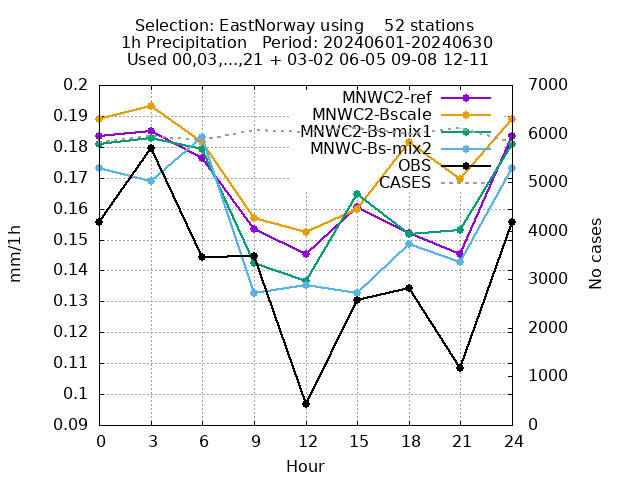 Selection: EastNorway using    52 stations
1h Precipitation   Period: 20240601-20240630
Used 00,03,...,21 + 03-02 06-05 09-08 12-11
0.2
0.19
0.18
0.17
0.16
0.15
0.14
0.13
0.12
0.11
0.1
0.09
mm/1h
7000
6000
5000
4000
3000
2000
1000
0
No cases
MNWC2-ref
MNWC2-Bscale
MNWC2-Bs-mix1
MNWC-Bs-mix2
OBS
CASES
0 3 6 9 12 15 18 21 24
Hour